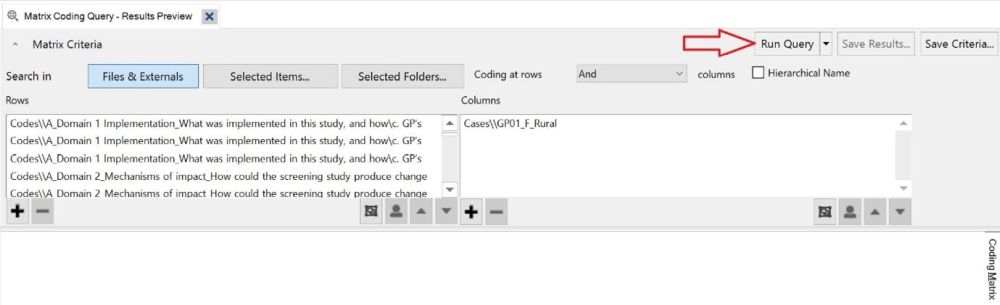 Matrix Coding Query - Results Preview
Matrix Criteria
Run Query
Save Results...
Save Criteria...
Search in
Files & Externals
Selected Items...
Selected Folders...
Coding at rows
And
columns
Hierarchical Name
Rows
Columns
Codes\\A_Domain 1 Implementation_What was implemented in this study, and how\c. GP's
Codes\\A_Domain 1 Implementation_What was implemented in this study, and how\c. GP's
Codes\\A_Domain 1 Implementation_What was implemented in this study, and how\c. GP's
Codes\\A_Domain 2_Mechanisms of impact_How could the screening study produce change
Codes\\A_Domain 2_Mechanisms of impact_How could the screening study produce change
Cases\\GP01_F_Rural
Coding Matrix